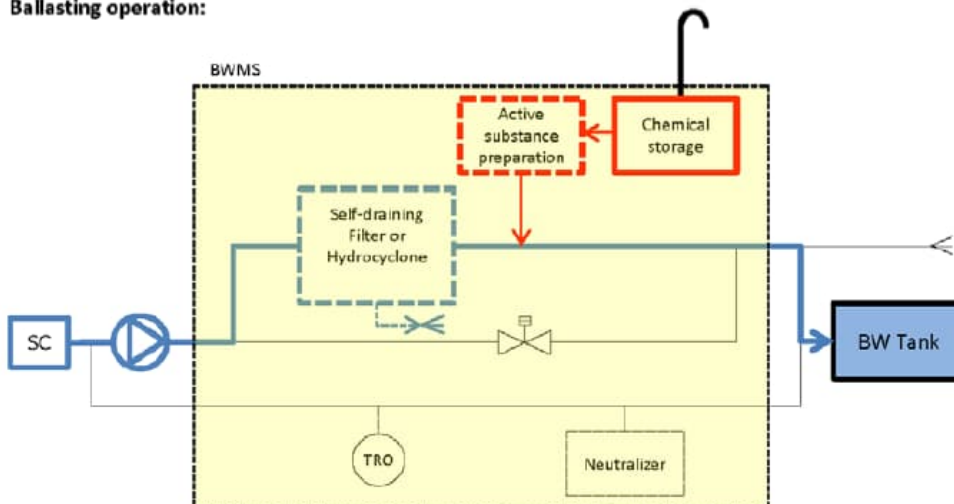 Ballasting operation:
BWMS
Active
substance
preparation
Chemical
storage
Self-draining
Filter or
Hydrocyclone
SC
BW Tank
TRO
Neutralizer